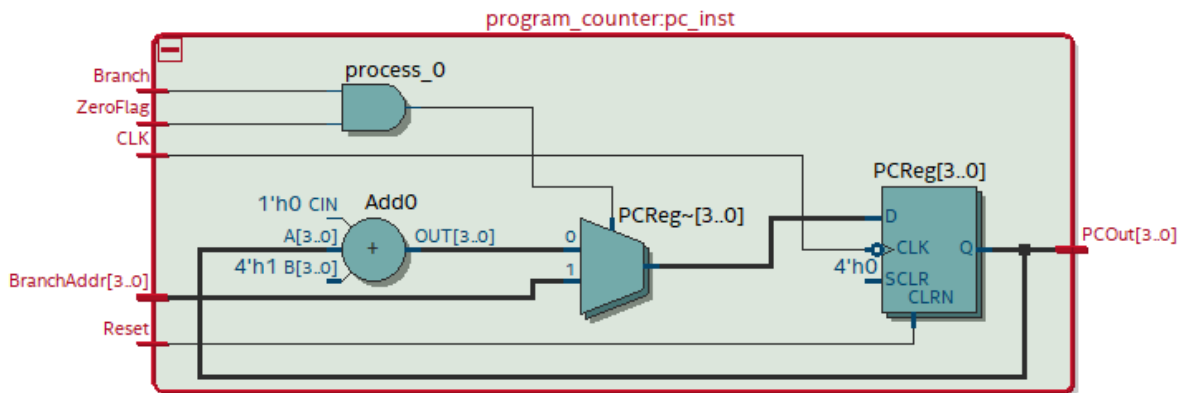 program_counter:pc_inst
Branch
process_0
ZeroFlag
CLK
PCReg[3..0]
1'h0 CIN
Add0
PCReg~[3..0]
D
A[3..0]
OUT[3..0]
0
+
CLK
Q
PCOut[3..0]
4'h1 B[3..0]
1
4'h0
SCLR
BranchAddr[3..0]
CLRN
Reset